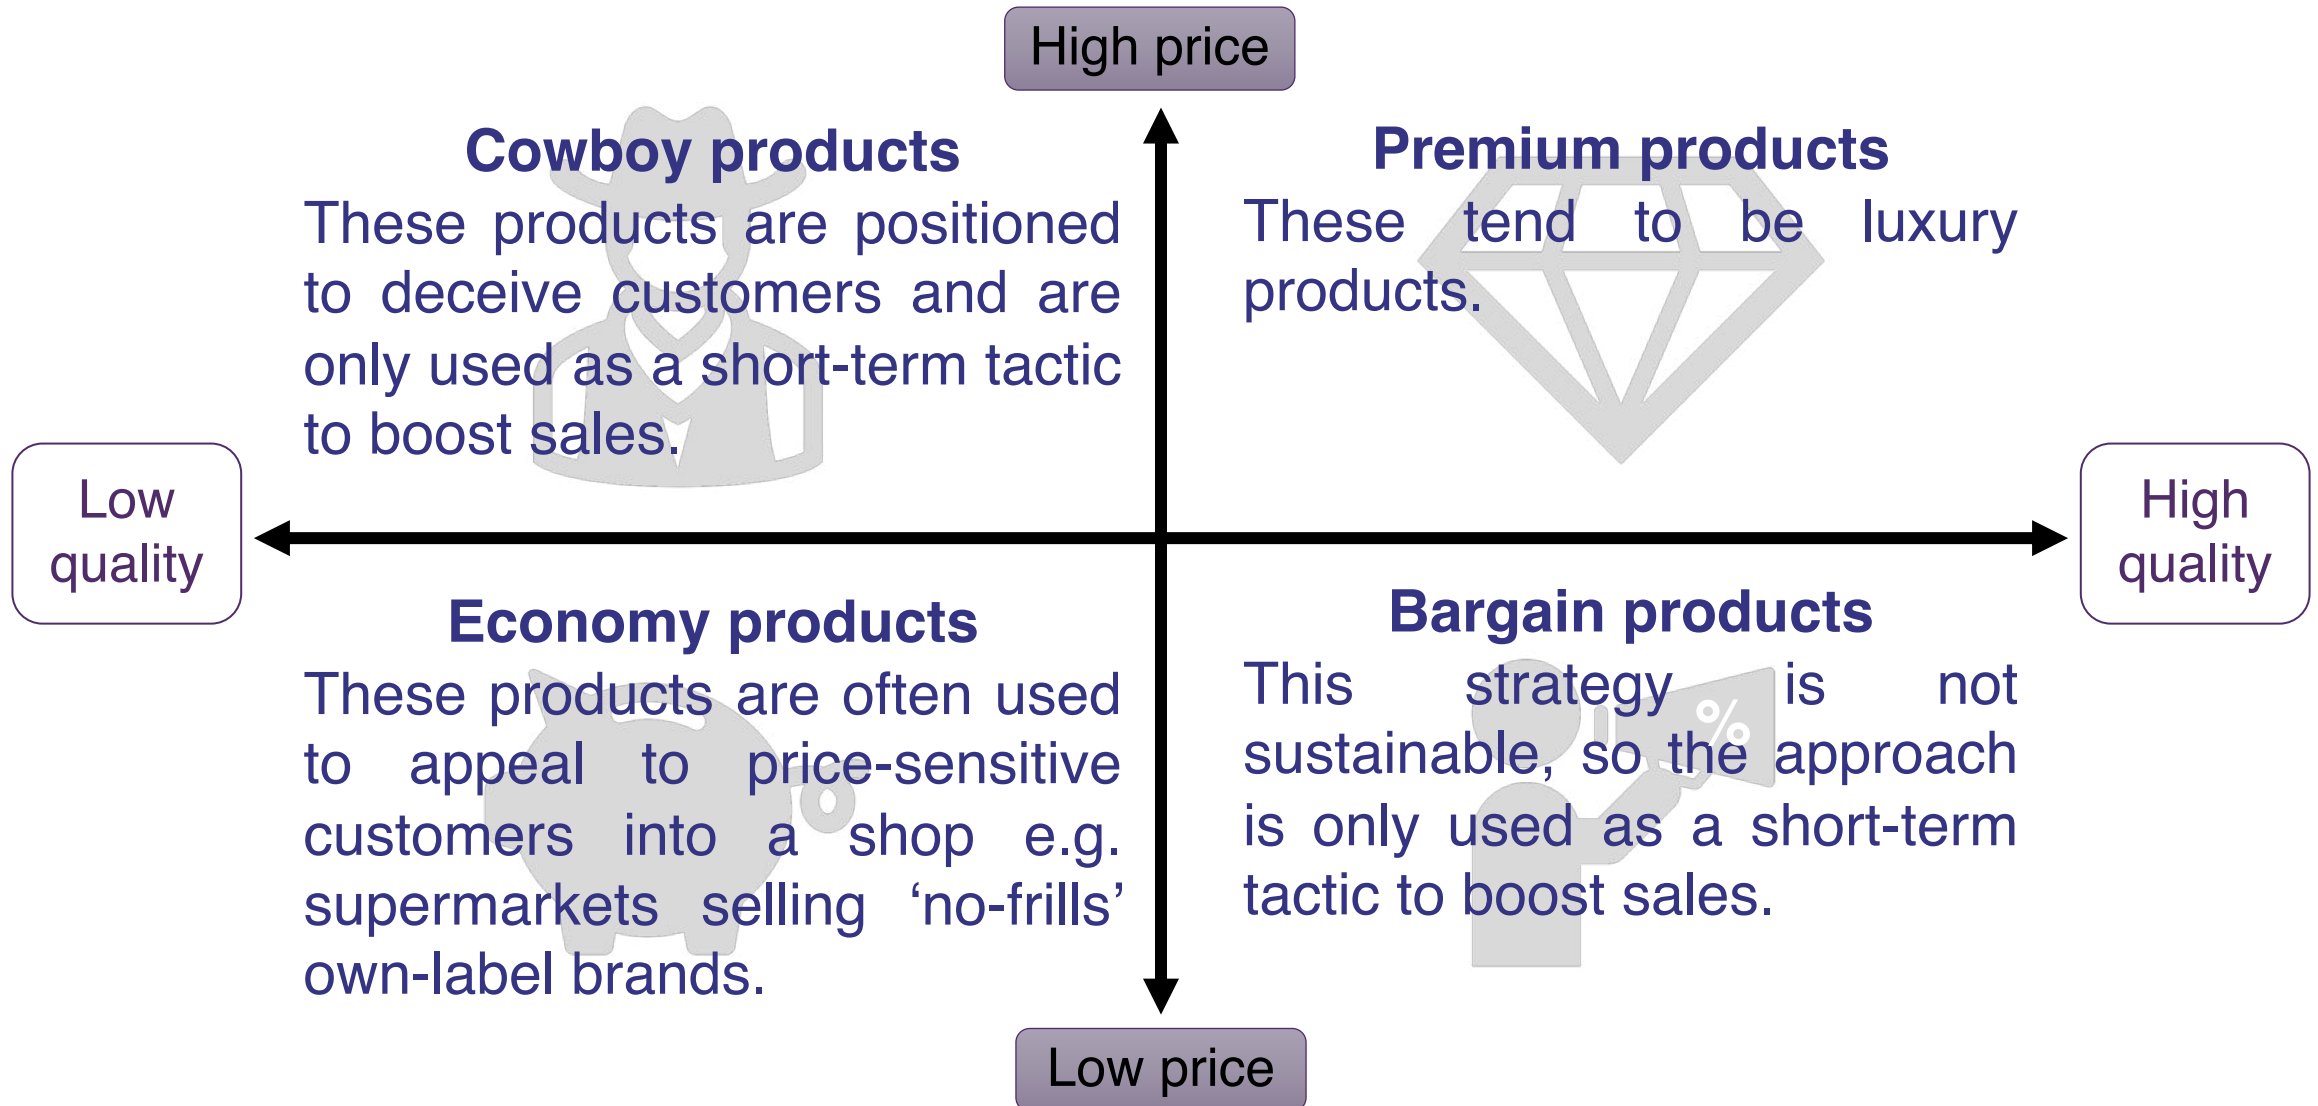 High price
Cowboy products
These products are positioned
to deceive customers and are
only used as a short-term tactic
to boost sales.
Premium products
These tend to be luxury
products.
Low
quality
High
quality
Economy products
These products are often used
to appeal to price-sensitive
customers into a shop e.g.
supermarkets selling ‘no-frills’
own-label brands.
Bargain products
This strategy is not
sustainable, so the approach
is only used as a short-term
tactic to boost sales.
%
Low price